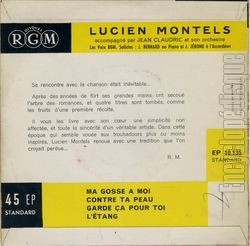 DISQUES
RGM
LUCIEN MONTELS
accompagné par JEAN CLAUDRIC et son orchestre
Les Voix RGM. Solistes : J. BERNARD au Piano et J. JÉROME à l'Accordéon
Se rencontre avec la chanson était inévitable...
Après des années de flirt ses grandes mains ont secoué
l'arbre des romances, et quatre titres sont tombés, comme
les fruits d'une première récolte.
Il vous les livre avec son cœur une simplicité non
affectée, et toute la sincérité d'un véritable artiste. Dans cette
époque qui semble vouée aux troubadours plus ou moins
inspirés, Lucien Montels renoue avec une tradition que l'on
croyait perdue...
R. M.
EP 10.135
STANDARD
45 EP
STANDARD
MA GOSSE A MOI
CONTRE TA PEAU
GARDE ÇA POUR TOI
L'ÉTANG